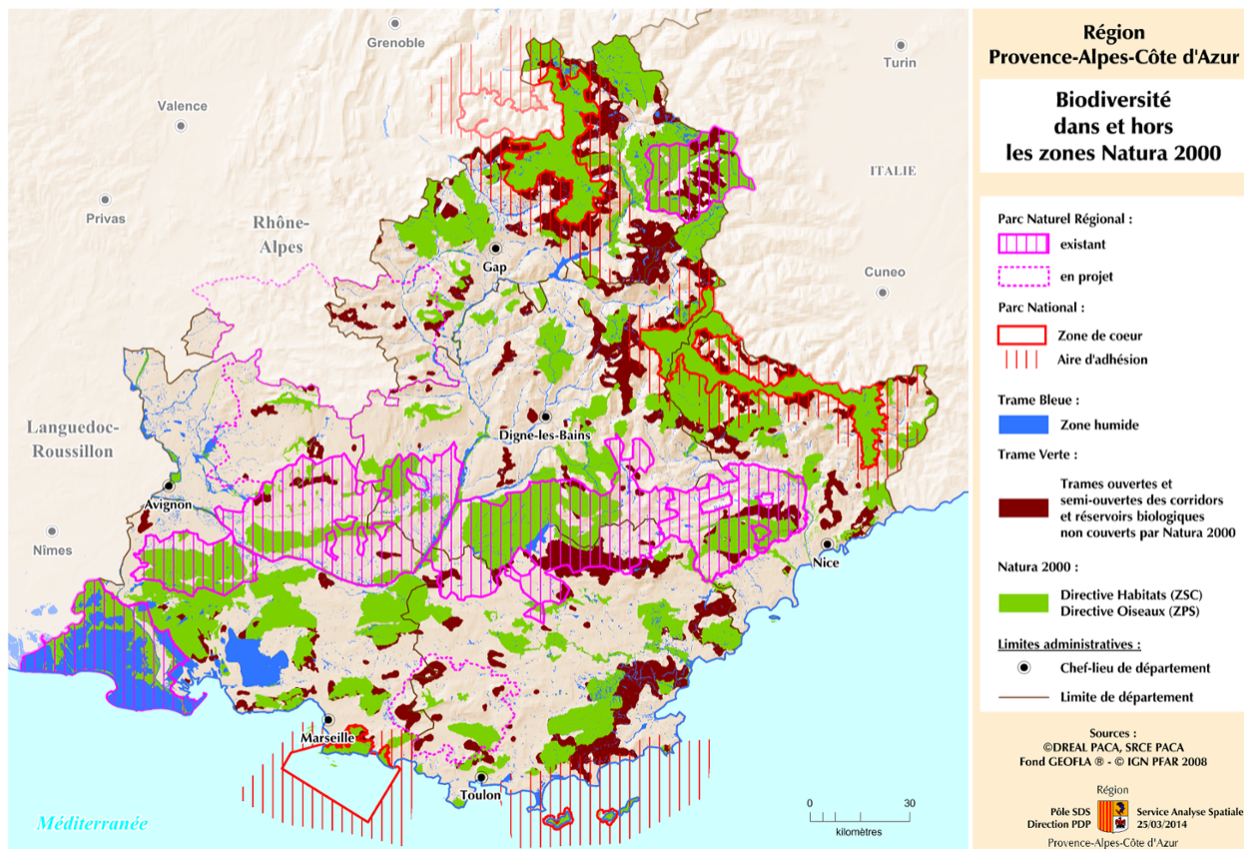 Grenoble
Turin
Valence
ITALIE
Privas
Rhône-
Alpes
Gap
Cuneo
Digne-les-Bains
Languedoc-
Roussillon
Avignon
Nîmes
Nice
Marseille
Toulon
Méditerranée
0 30
kilomètres
Région
Provence-Alpes-Côte d'Azur
Biodiversité
dans et hors
les zones Natura 2000
Parc Naturel Régional :
existant
en projet
Parc National :
Zone de coeur
Aire d'adhésion
Trame Bleue :
Zone humide
Trame Verte :
Trames ouvertes et
semi-ouvertes des corridors
et réservoirs biologiques
non couverts par Natura 2000
Natura 2000 :
Directive Habitats (ZSC)
Directive Oiseaux (ZPS)
Limites administratives :
Chef-lieu de département
Limite de département
Sources :
©DREAL PACA, SRCE PACA
Fond GEOFLA ® - © IGN PFAR 2008
Région
Pôle SDS Service Analyse Spatiale
Direction PDP 25/03/2014
Provence-Alpes-Côte d'Azur